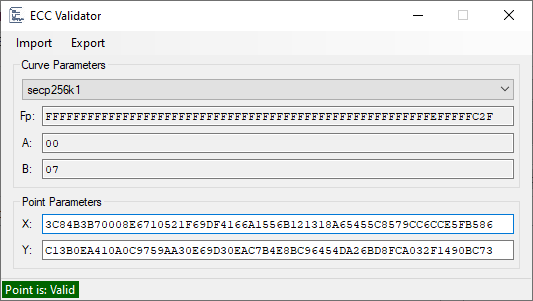 ECC Validator
Import Export
Curve Parameters
secp256k1
Fp: FFFFFFFFFFFFFFFFFFFFFFFFFFFFFFFFFFFFFFFFFFFFFFFFFFFFFFFEFFFFFC2F
A: 00
B: 07
Point Parameters
X: 3C84B3B70008E6710521F69DF4166A1556B121318A65455C8579CC6CCE5FB586
Y: C13B0EA410A0C9759AA30E69D30EAC7B4E8BC96454DA26BD8FCA032F1490BC73
Point is: Valid